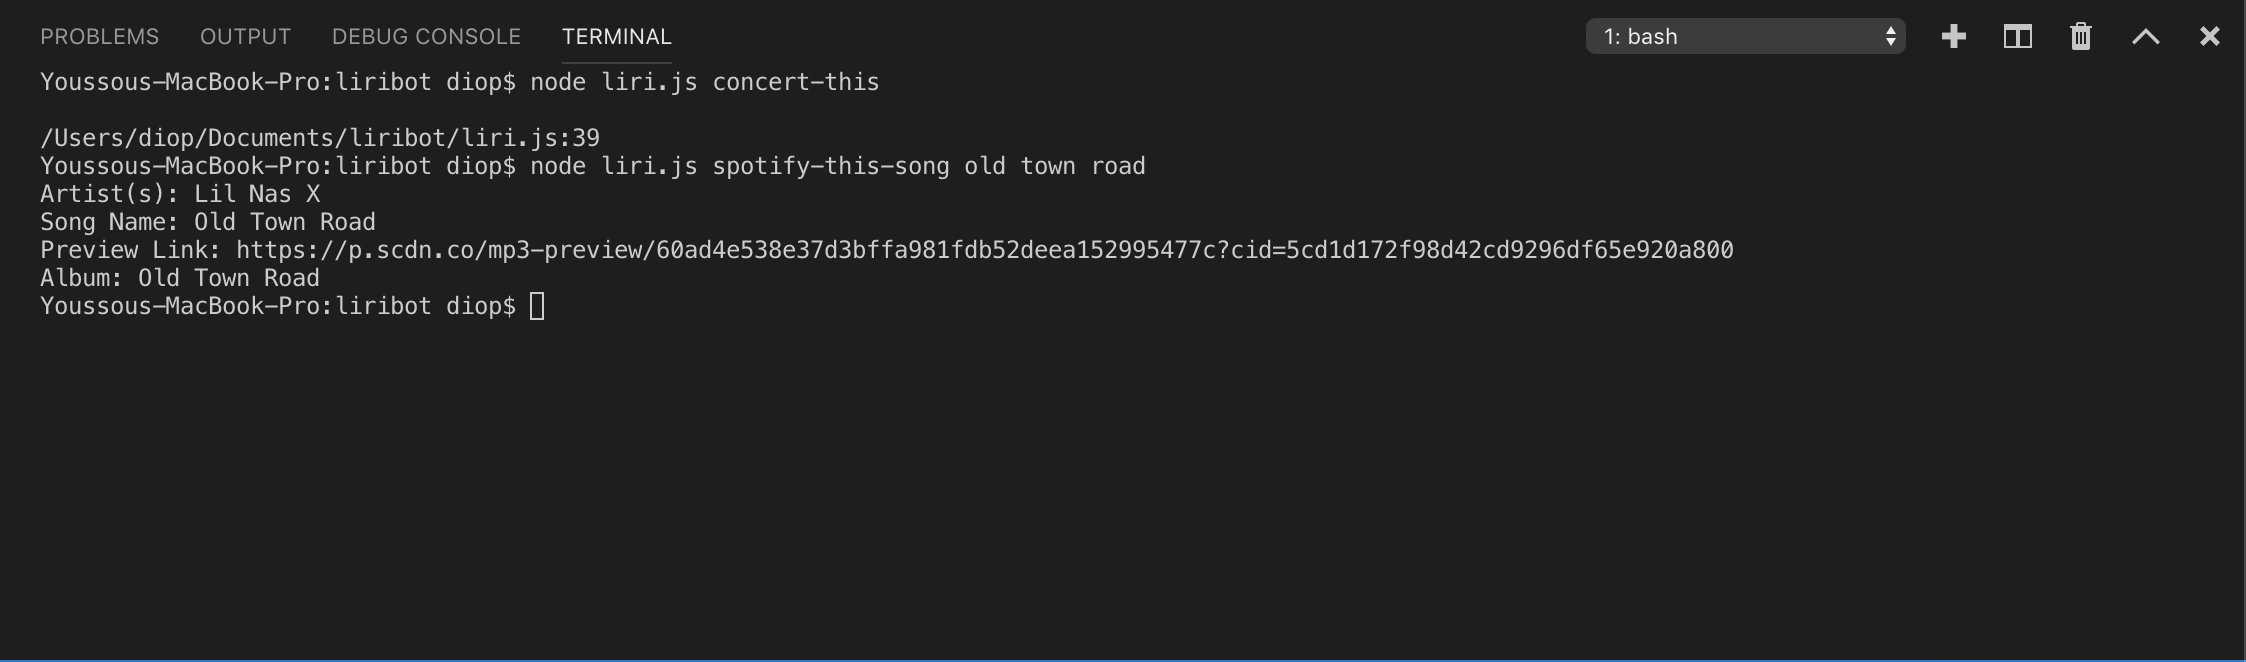 PROBLEMS OUTPUT DEBUG CONSOLE TERMINAL 1: bash
Youssous-MacBook-Pro:liribot diop$ node liri.js concert-this
/Users/diop/Documents/liribot/liri.js:39
Youssous-MacBook-Pro:liribot diop$ node liri.js spotify-this-song old town road
Artist(s): Lil Nas X
Song Name: Old Town Road
Preview Link: https://p.scdn.co/mp3-preview/60ad4e538e37d3bffa981fdb52deea152995477c?cid=5cd1d172f98d42cd9296df65e920a800
Album: Old Town Road
Youssous-MacBook-Pro:liribot diop$